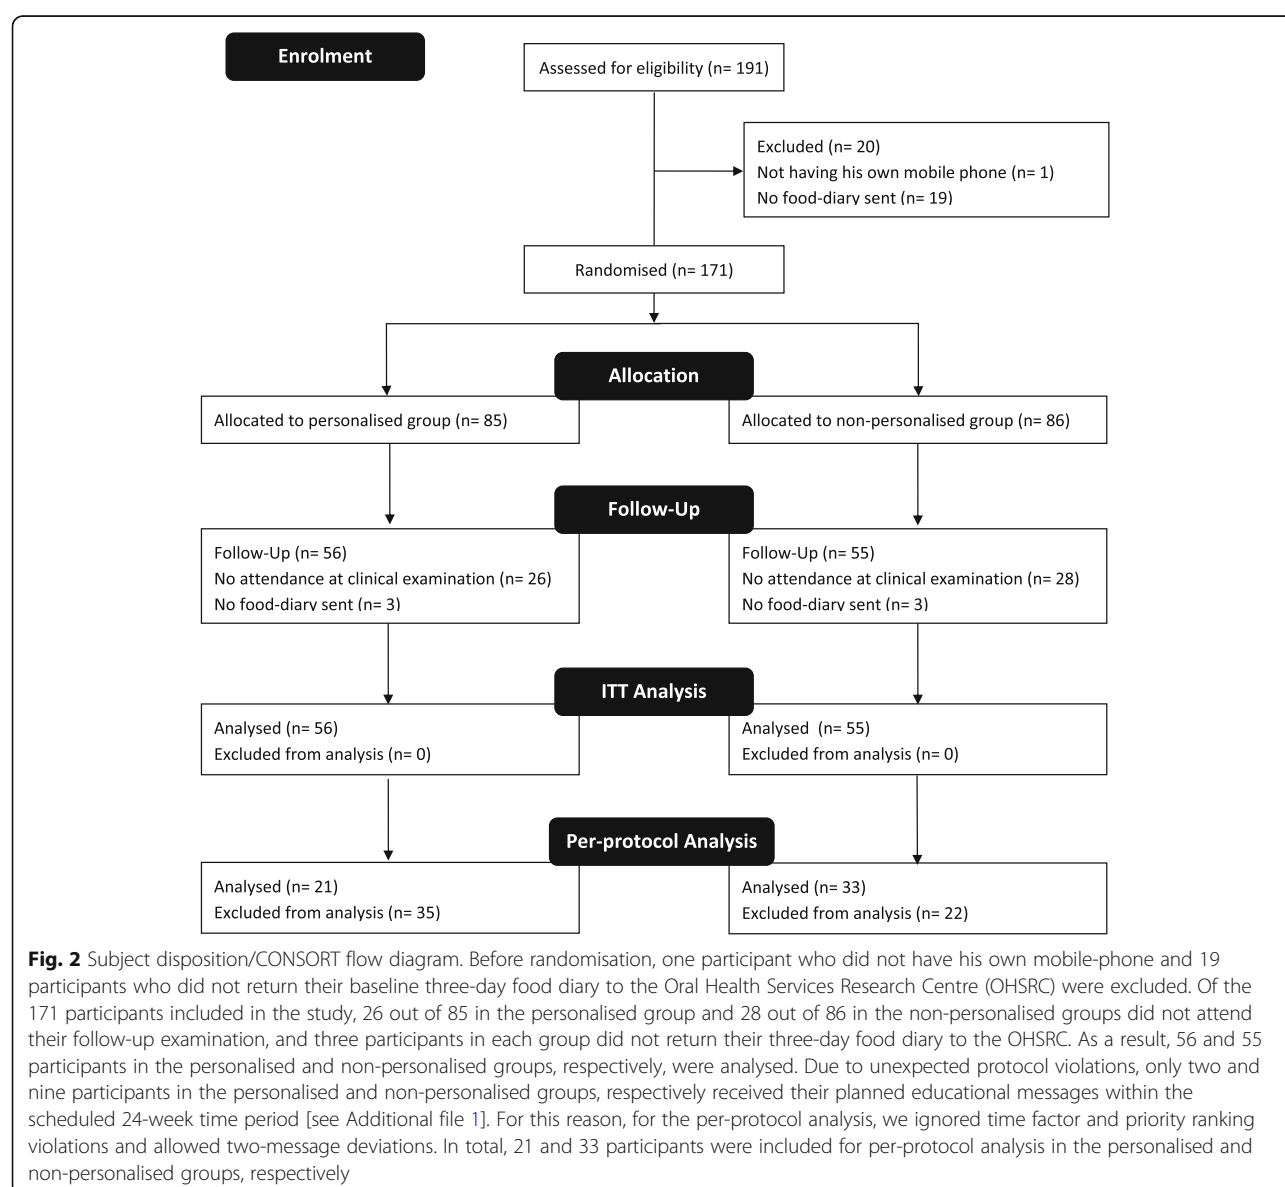 Enrolment
Assessed for eligibility (n= 191)
Excluded (n= 20)
Not having his own mobile phone (n= 1)
No food-diary sent (n= 19)
Randomised (n= 171)
Allocation
Allocated to personalised group (n= 85)
Allocated to non-personalised group (n= 86)
Follow-Up
Follow-Up (n= 56)
No attendance at clinical examination (n= 26)
No food-diary sent (n= 3)
Follow-Up (n= 55)
No attendance at clinical examination (n= 28)
No food-diary sent (n= 3)
ITT Analysis
Analysed (n= 56)
Excluded from analysis (n= 0)
Analysed (n= 55)
Excluded from analysis (n= 0)
Per-protocol Analysis
Analysed (n= 21)
Excluded from analysis (n= 35)
Analysed (n= 33)
Excluded from analysis (n= 22)
Fig. 2 Subject disposition/CONSORT flow diagram. Before randomisation, one participant who did not have his own mobile-phone and 19
participants who did not return their baseline three-day food diary to the Oral Health Services Research Centre (OHSRC) were excluded. Of the
171 participants included in the study, 26 out of 85 in the personalised group and 28 out of 86 in the non-personalised groups did not attend
their follow-up examination, and three participants in each group did not return their three-day food diary to the OHSRC. As a result, 56 and 55
participants in the personalised and non-personalised groups, respectively, were analysed. Due to unexpected protocol violations, only two and
nine participants in the personalised and non-personalised groups, respectively received their planned educational messages within the
scheduled 24-week time period [see Additional file 1]. For this reason, for the per-protocol analysis, we ignored time factor and priority ranking
violations and allowed two-message deviations. In total, 21 and 33 participants were included for per-protocol analysis in the personalised and
non-personalised groups, respectively